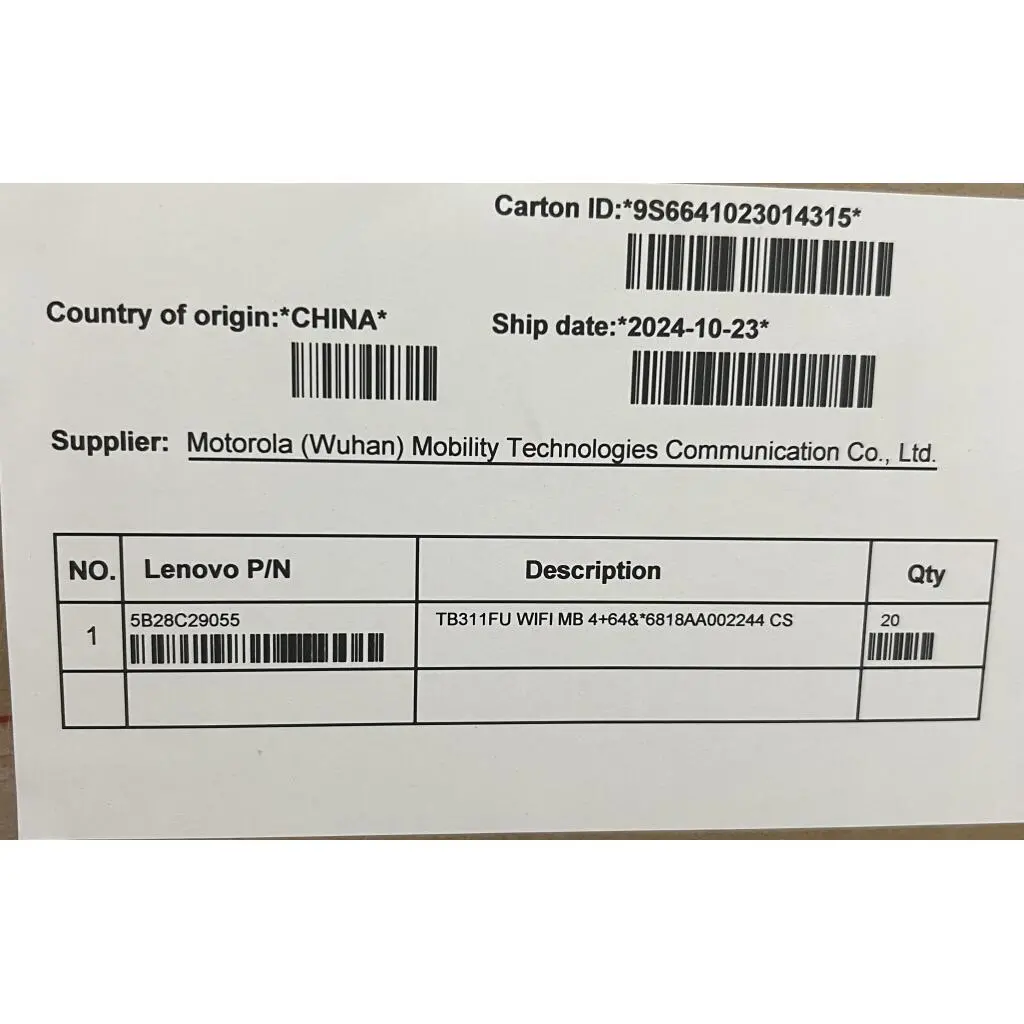 Carton ID:*9S6641023014315*
Country of origin:*CHINA*
Ship date:*2024-10-23*
Supplier: Motorola (Wuhan) Mobility Technologies Communication Co., Ltd.
NO. Lenovo P/N Description Qty
1 5B28C29055 TB311FU WIFI MB 4+64&*6818AA002244 CS 20